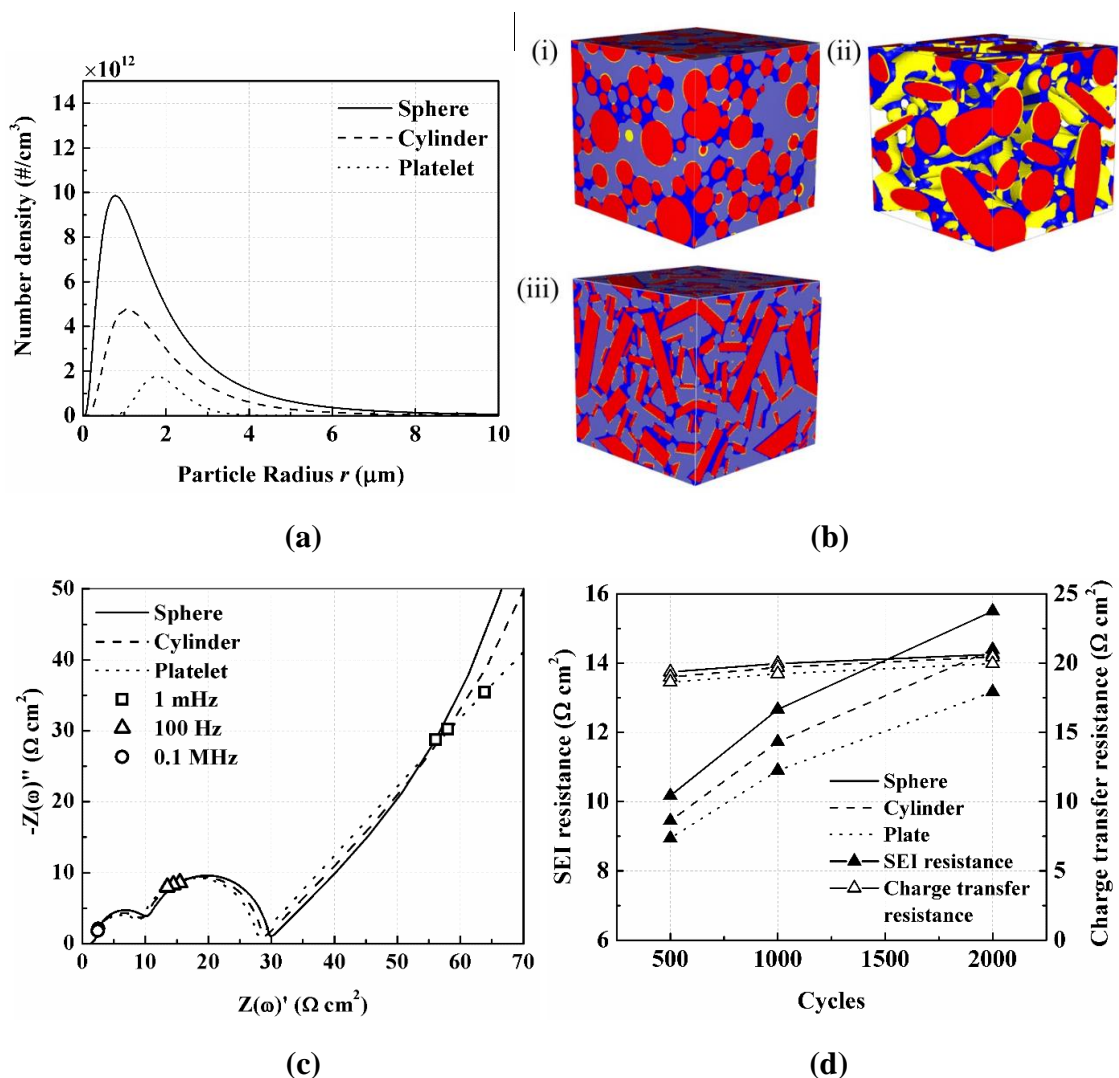 ×10¹²
14
12
10
8
6
4
2
0
Number density (#/cm³)
Sphere
Cylinder
Platelet
0 2 4 6 8 10
Particle Radius r (μm)
(a)
(i)
(ii)
(iii)
(b)
50
40
30
20
10
0
-Z(ω)'' (Ω cm²)
Sphere
Cylinder
Platelet
1 mHz
100 Hz
0.1 MHz
0 10 20 30 40 50 60 70
Z(ω)' (Ω cm²)
(c)
16
14
12
10
8
6
SEI resistance (Ω cm²)
25
20
15
10
5
0
Charge transfer resistance (Ω cm²)
Sphere
Cylinder
Plate
SEI resistance
Charge transfer
resistance
500 1000 1500 2000
Cycles
(d)